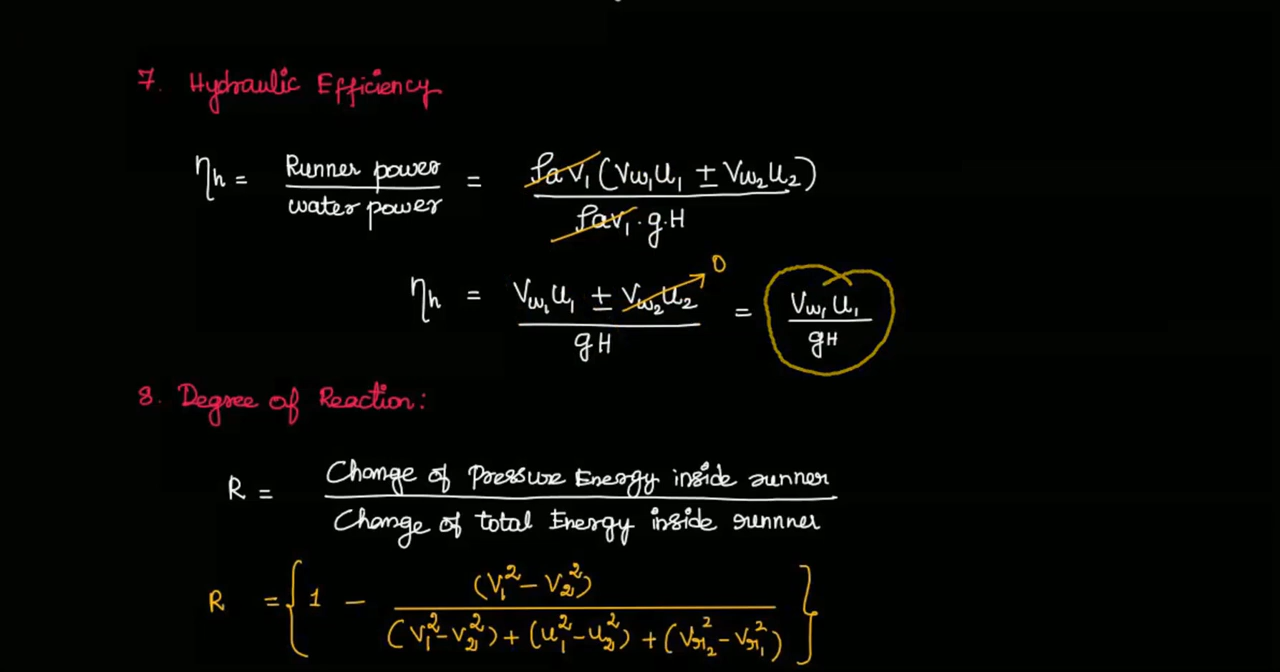 7. Hydraulic Efficiency
ηh = Runner power / water power = ρaV₁(Vw₁u₁ ± Vw₂u₂) / ρaV₁·g·H
ηh = Vw₁u₁ ± Vw₂u₂ / gH = Vw₁u₁ / gH
0
8. Degree of Reaction:
R = Change of Pressure Energy inside runner / Change of total Energy inside runnner
R = { 1 − (V₁² − V₂²) / (V₁² − V₂²) + (u₁² − u₂²) + (Vr₂² − Vr₁²) }